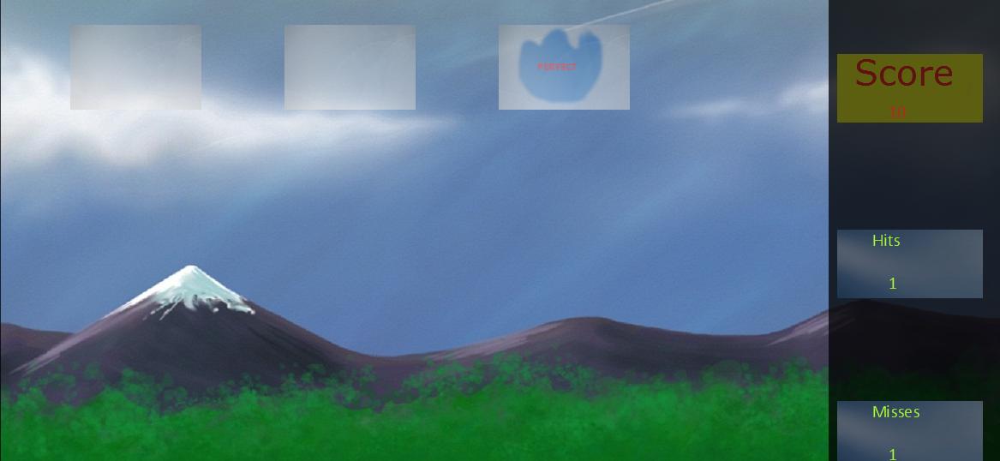 PERFECT
Score
10
Hits
1
Misses
1